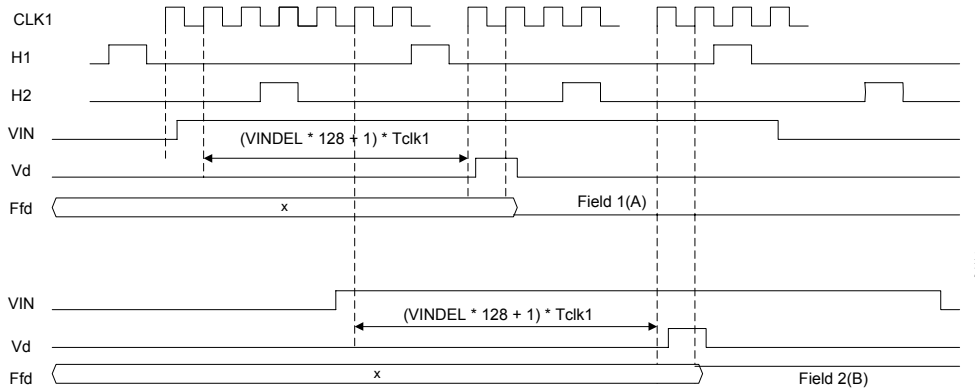 CLK1
H1
H2
VIN
(VINDEL * 128 + 1) * Tclk1
Vd
Ffd
x
Field 1(A)
VIN
(VINDEL * 128 + 1) * Tclk1
Vd
Ffd
x
Field 2(B)